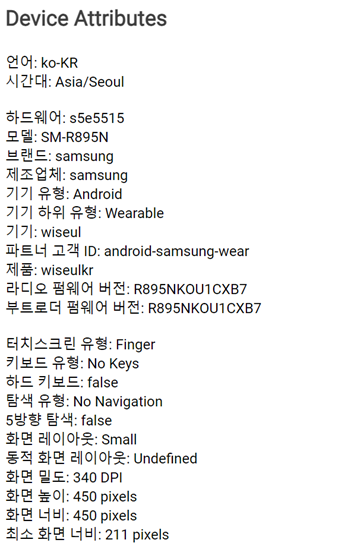 Device Attributes
언어: ko-KR
시간대: Asia/Seoul
하드웨어: s5e5515
모델: SM-R895N
브랜드: samsung
제조업체: samsung
기기 유형: Android
기기 하위 유형: Wearable
기기: wiseul
파트너 고객 ID: android-samsung-wear
제품: wiseulkr
라디오 펌웨어 버전: R895NKOU1CXB7
부트로더 펌웨어 버전: R895NKOU1CXB7
터치스크린 유형: Finger
키보드 유형: No Keys
하드 키보드: false
탐색 유형: No Navigation
5방향 탐색: false
화면 레이아웃: Small
동적 화면 레이아웃: Undefined
화면 밀도: 340 DPI
화면 높이: 450 pixels
화면 너비: 450 pixels
최소 화면 너비: 211 pixels